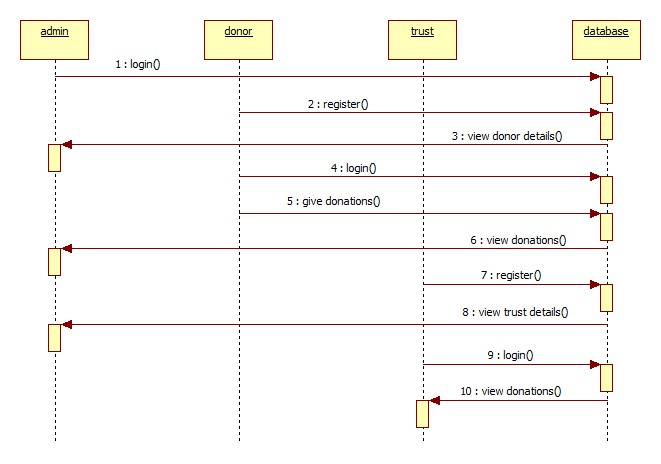 admin donor trust database
1 : login()
2 : register()
3 : view donor details()
4 : login()
5 : give donations()
6 : view donations()
7 : register()
8 : view trust details()
9 : login()
10 : view donations()